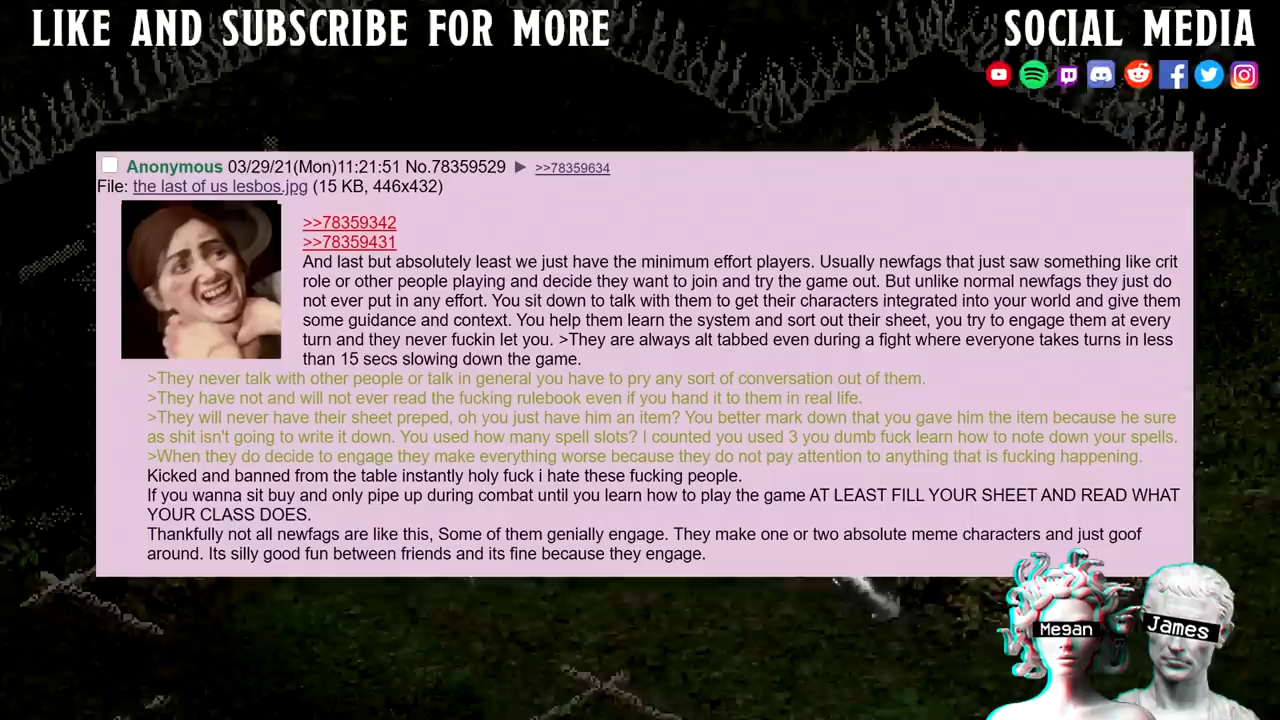 LIKE AND SUBSCRIBE FOR MORE
SOCIAL MEDIA
Anonymous 03/29/21(Mon)11:21:51 No.78359529 ▶ >>78359634
File: the last of us lesbos.jpg (15 KB, 446x432)
>>78359342
>>78359431
And last but absolutely least we just have the minimum effort players. Usually newfags that just saw something like crit
role or other people playing and decide they want to join and try the game out. But unlike normal newfags they just do
not ever put in any effort. You sit down to talk with them to get their characters integrated into your world and give them
some guidance and context. You help them learn the system and sort out their sheet, you try to engage them at every
turn and they never fuckin let you. >They are always alt tabbed even during a fight where everyone takes turns in less
than 15 secs slowing down the game.
>They never talk with other people or talk in general you have to pry any sort of conversation out of them.
>They have not and will not ever read the fucking rulebook even if you hand it to them in real life.
>They will never have their sheet preped, oh you just have him an item? You better mark down that you gave him the item because he sure
as shit isn't going to write it down. You used how many spell slots? I counted you used 3 you dumb fuck learn how to note down your spells.
>When they do decide to engage they make everything worse because they do not pay attention to anything that is fucking happening.
Kicked and banned from the table instantly holy fuck i hate these fucking people.
If you wanna sit buy and only pipe up during combat until you learn how to play the game AT LEAST FILL YOUR SHEET AND READ WHAT
YOUR CLASS DOES.
Thankfully not all newfags are like this, Some of them genially engage. They make one or two absolute meme characters and just goof
around. Its silly good fun between friends and its fine because they engage.
Megan
James